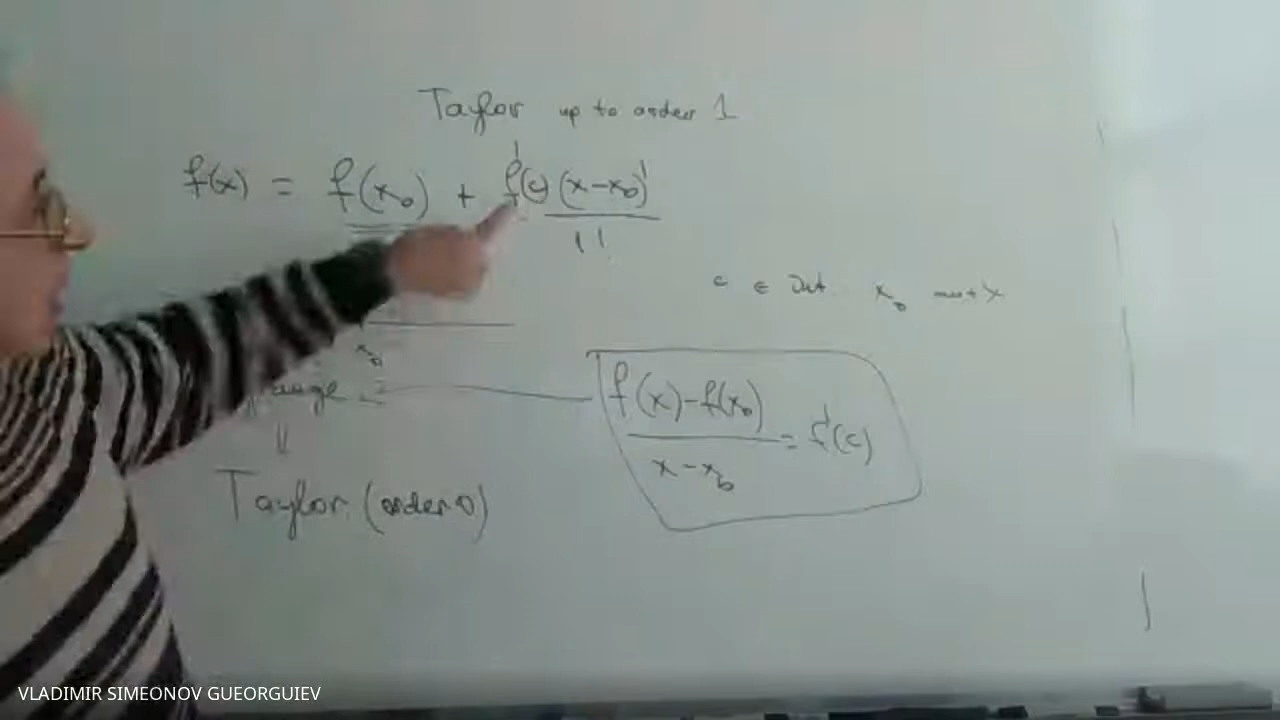 Taylor up to order 1
f(x) = f(x₀) + f'(c) (x-x₀)¹ / 1!
c ∈ Int x₀ x
x₀
(f(x)-f(x₀)) / (x-x₀) = f'(c)
Taylor (order 0)
VLADIMIR SIMEONOV GUEORGUIEV